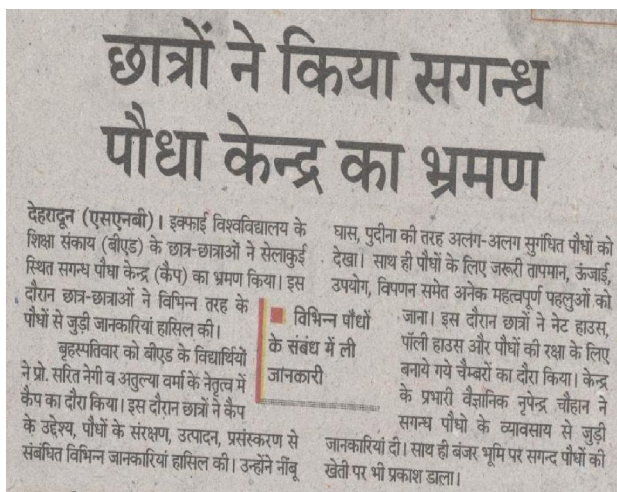 छात्रों ने किया सगन्ध
पौधा केन्द्र का भ्रमण
देहरादून (एसएनबी)। इक्फाई विश्वविद्यालय के
शिक्षा संकाय (बीएड) के छात्र-छात्राओं ने सेलाकुई
स्थित सगन्ध पौधा केन्द्र (कैप) का भ्रमण किया। इस
दौरान छात्र-छात्राओं ने विभिन्न तरह के
पौधों से जुड़ी जानकारियां हासिल की।
बृहस्पतिवार को बीएड के विद्यार्थियों
ने प्रो. सरित नेगी व अतुल्या वर्मा के नेतृत्व में
कैप का दौरा किया। इस दौरान छात्रों ने कैप
के उद्देश्य, पौधों के संरक्षण, उत्पादन, प्रसंस्करण से
संबंधित विभिन्न जानकारियां हासिल की। उन्होंने नींबू
विभिन्न पौधों
के संबंध में ली
जानकारी
घास, पुदीना की तरह अलग-अलग सुगंधित पौधों को
देखा। साथ ही पौधों के लिए जरूरी तापमान, ऊंजाई,
उपयोग, विपणन समेत अनेक महत्वपूर्ण पहलुओं को
जाना। इस दौरान छात्रों ने नेट हाउस,
पॉली हाउस और पौधों की रक्षा के लिए
बनाये गये चैम्बरों का दौरा किया। केन्द्र
के प्रभारी वैज्ञानिक नृपेन्द्र चौहान ने
सगन्ध पौधो के व्यावसाय से जुड़ी
जानकारियां दी। साथ ही बंजर भूमि पर सगन्द पौधों की
खेती पर भी प्रकाश डाला।